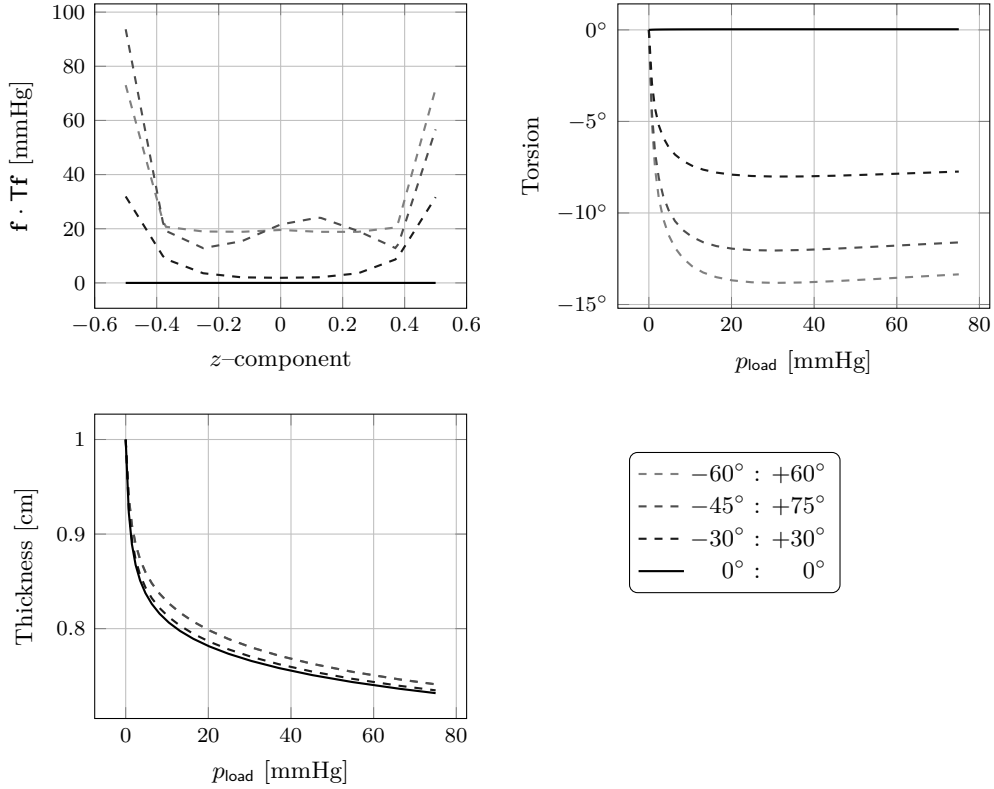 100
80
60
40
20
0
−0.6 −0.4 −0.2 0 0.2 0.4 0.6
z–component
f · Tf [mmHg]
0°
−5°
−10°
−15°
0 20 40 60 80
p_load [mmHg]
Torsion
1
0.9
0.8
0 20 40 60 80
p_load [mmHg]
Thickness [cm]
−60° : +60°
−45° : +75°
−30° : +30°
0° : 0°